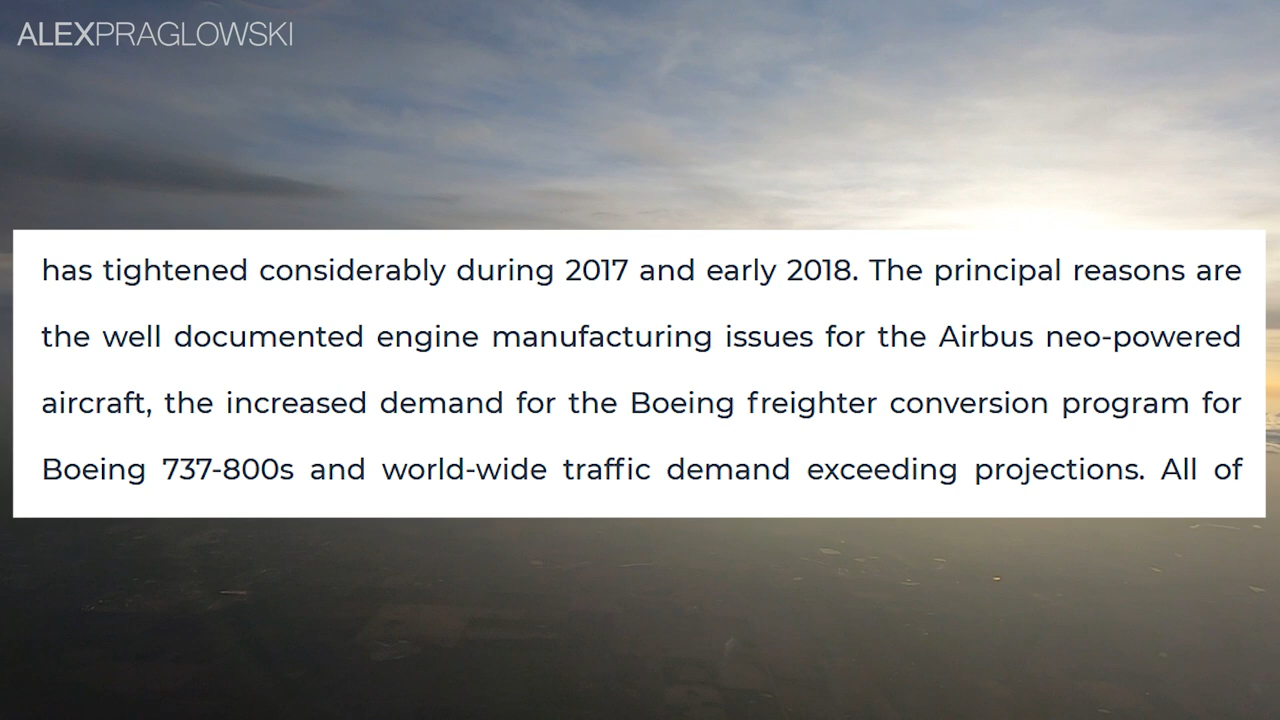 ALEXPRAGLOWSKI
has tightened considerably during 2017 and early 2018. The principal reasons are
the well documented engine manufacturing issues for the Airbus neo-powered
aircraft, the increased demand for the Boeing freighter conversion program for
Boeing 737-800s and world-wide traffic demand exceeding projections. All of